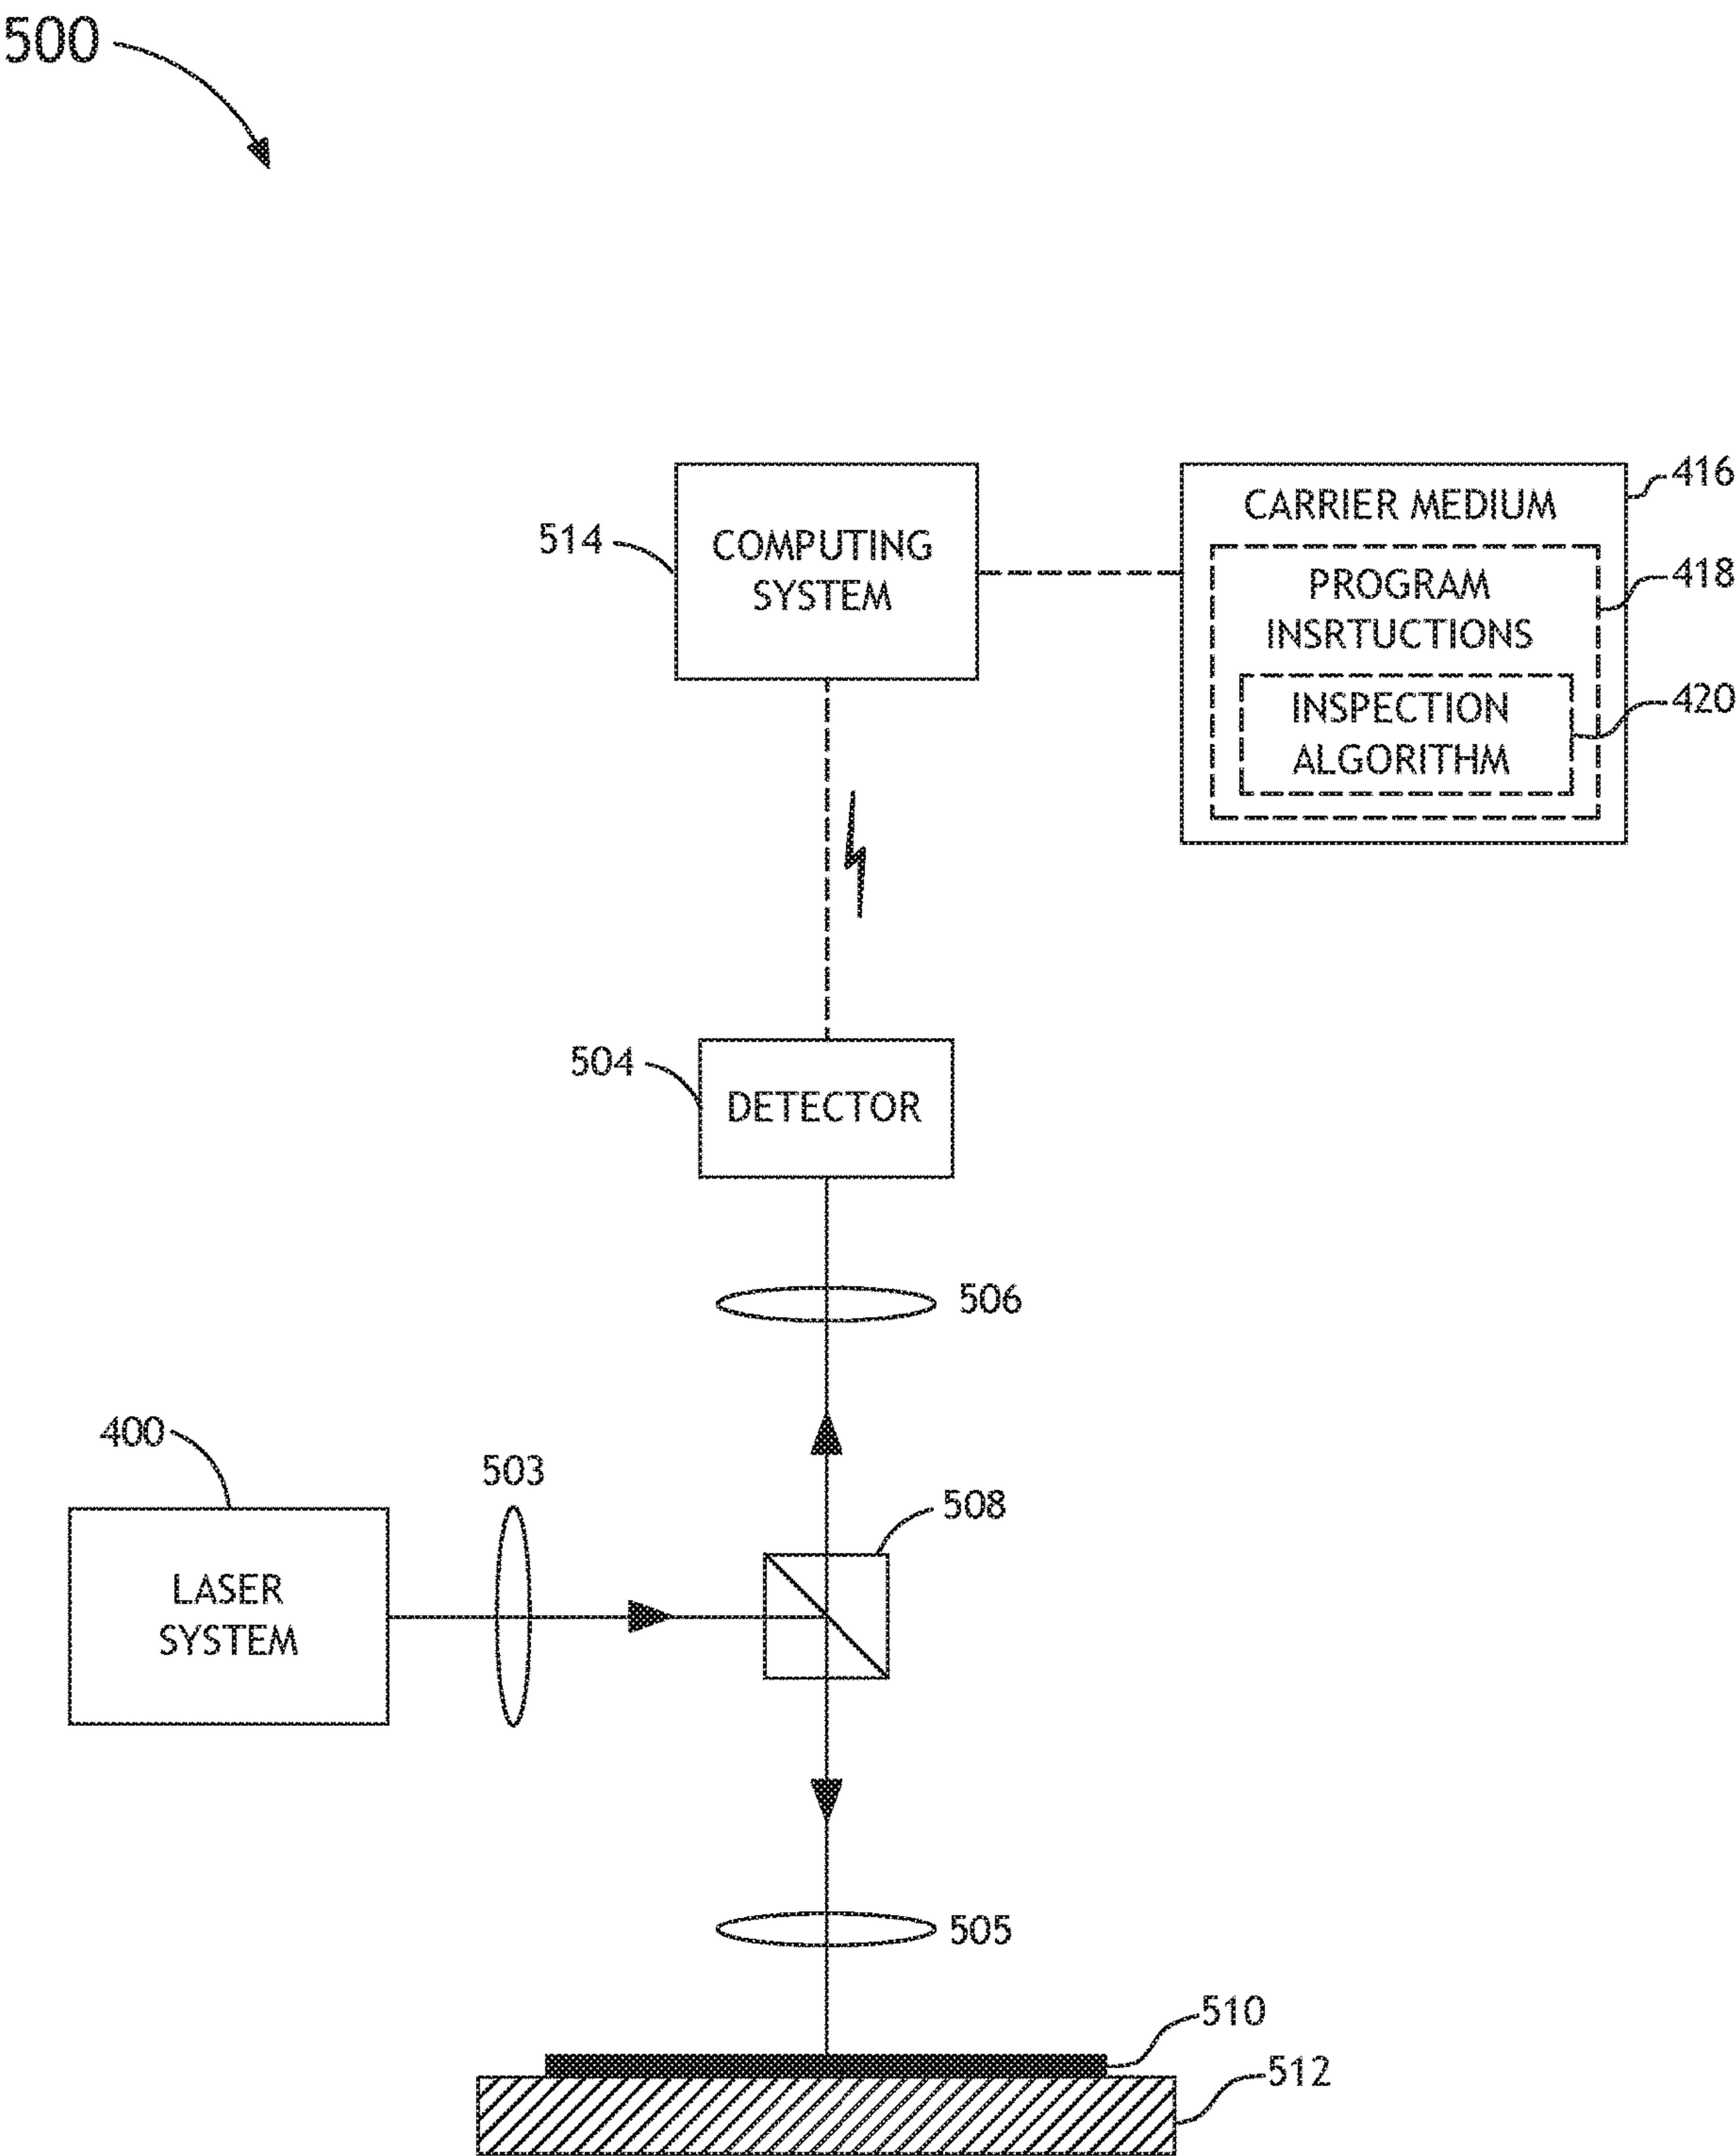 500
416
CARRIER MEDIUM
514
COMPUTING
SYSTEM
418
PROGRAM
INSRTUCTIONS
420
INSPECTION
ALGORITHM
504
DETECTOR
506
400
503
508
LASER
SYSTEM
505
510
512